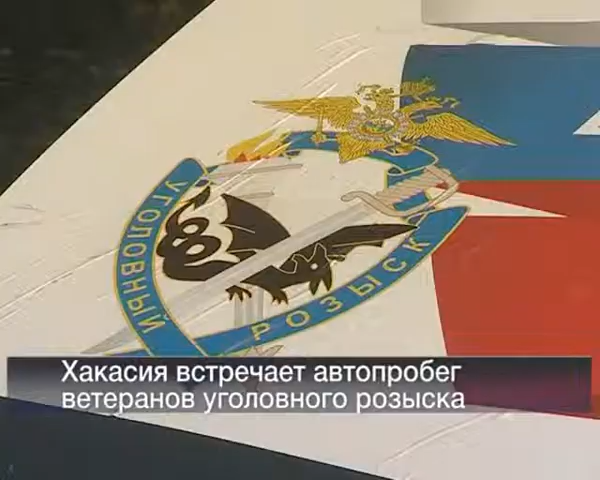 УГОЛОВНЫЙ
РОЗЫСК
Хакасия встречает автопробег
ветеранов уголовного розыска